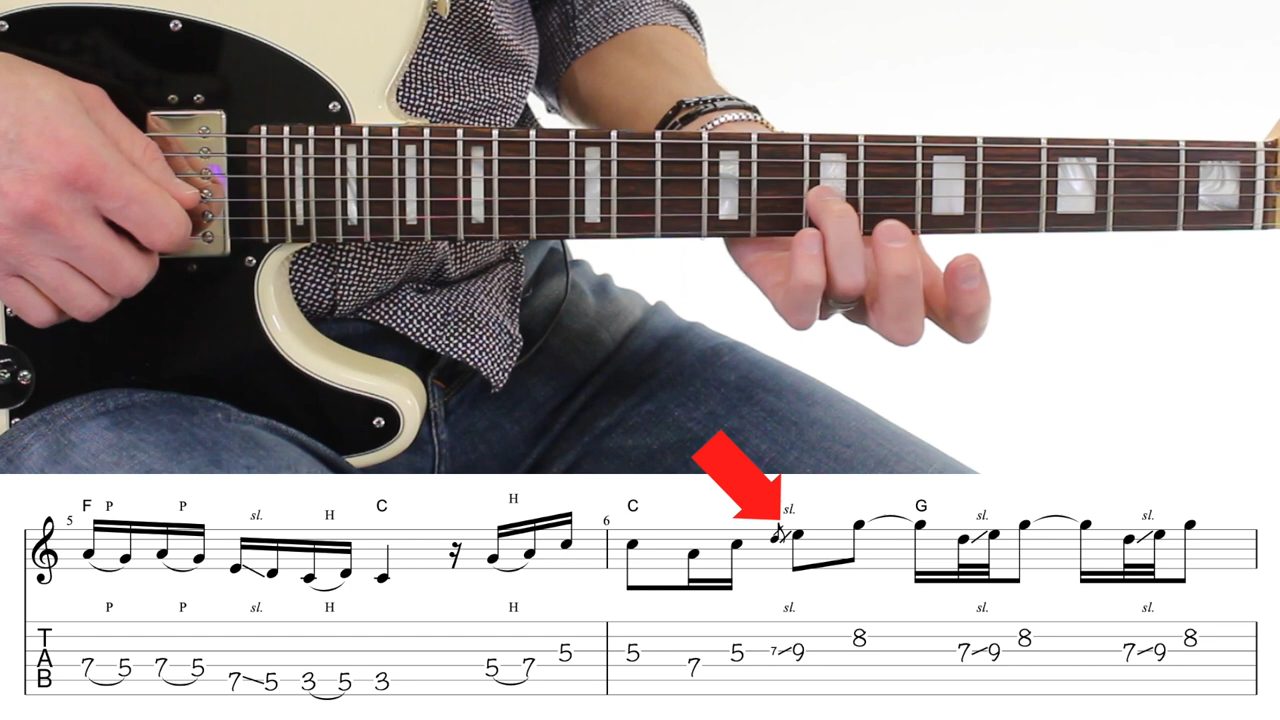 F P P sl. H C H C sl. G sl. sl.
5 6
P P sl. H H sl. sl. sl.
T
A
B
8 8 8
5 5 5 7 9 7 9 7 9
7 5 7 5 5 7 7
7 5 3 5 3